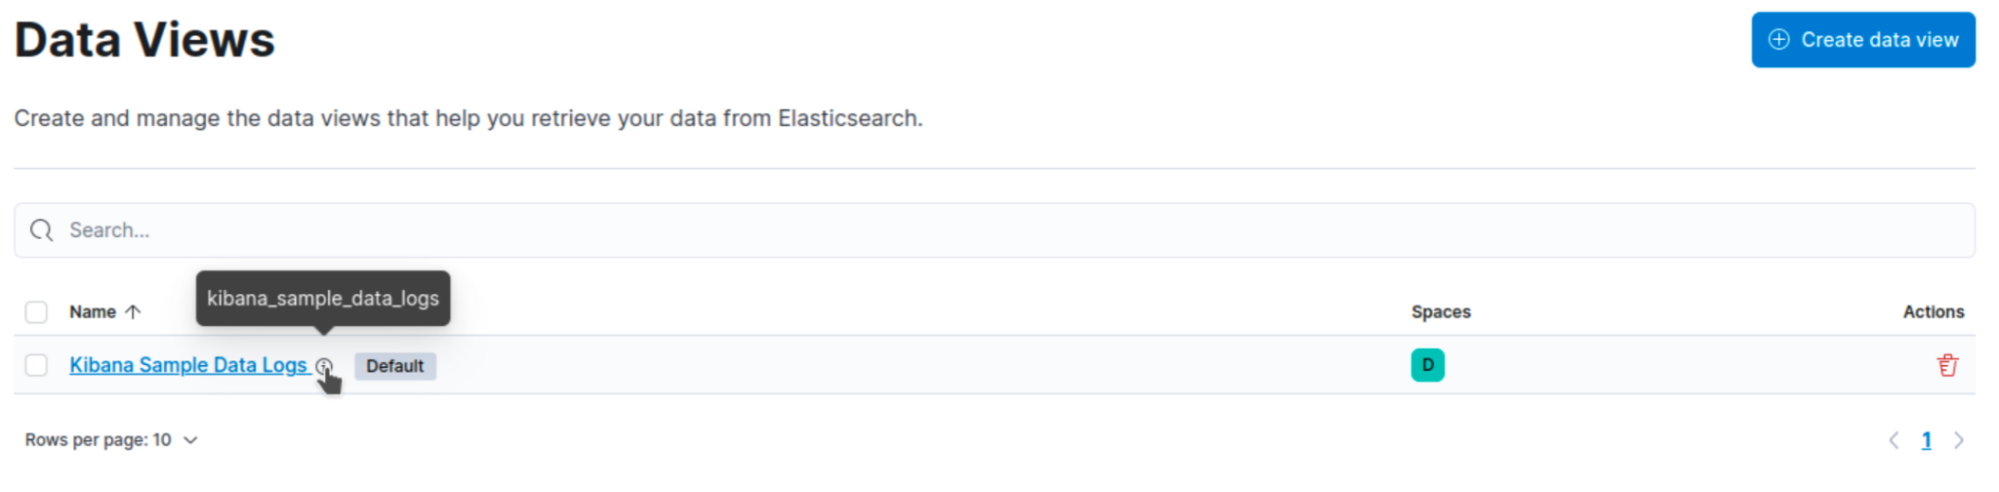 Data Views
Create data view
Create and manage the data views that help you retrieve your data from Elasticsearch.
Search...
kibana_sample_data_logs
Name
Spaces
Actions
Kibana Sample Data Logs
Default
D
Rows per page: 10
1